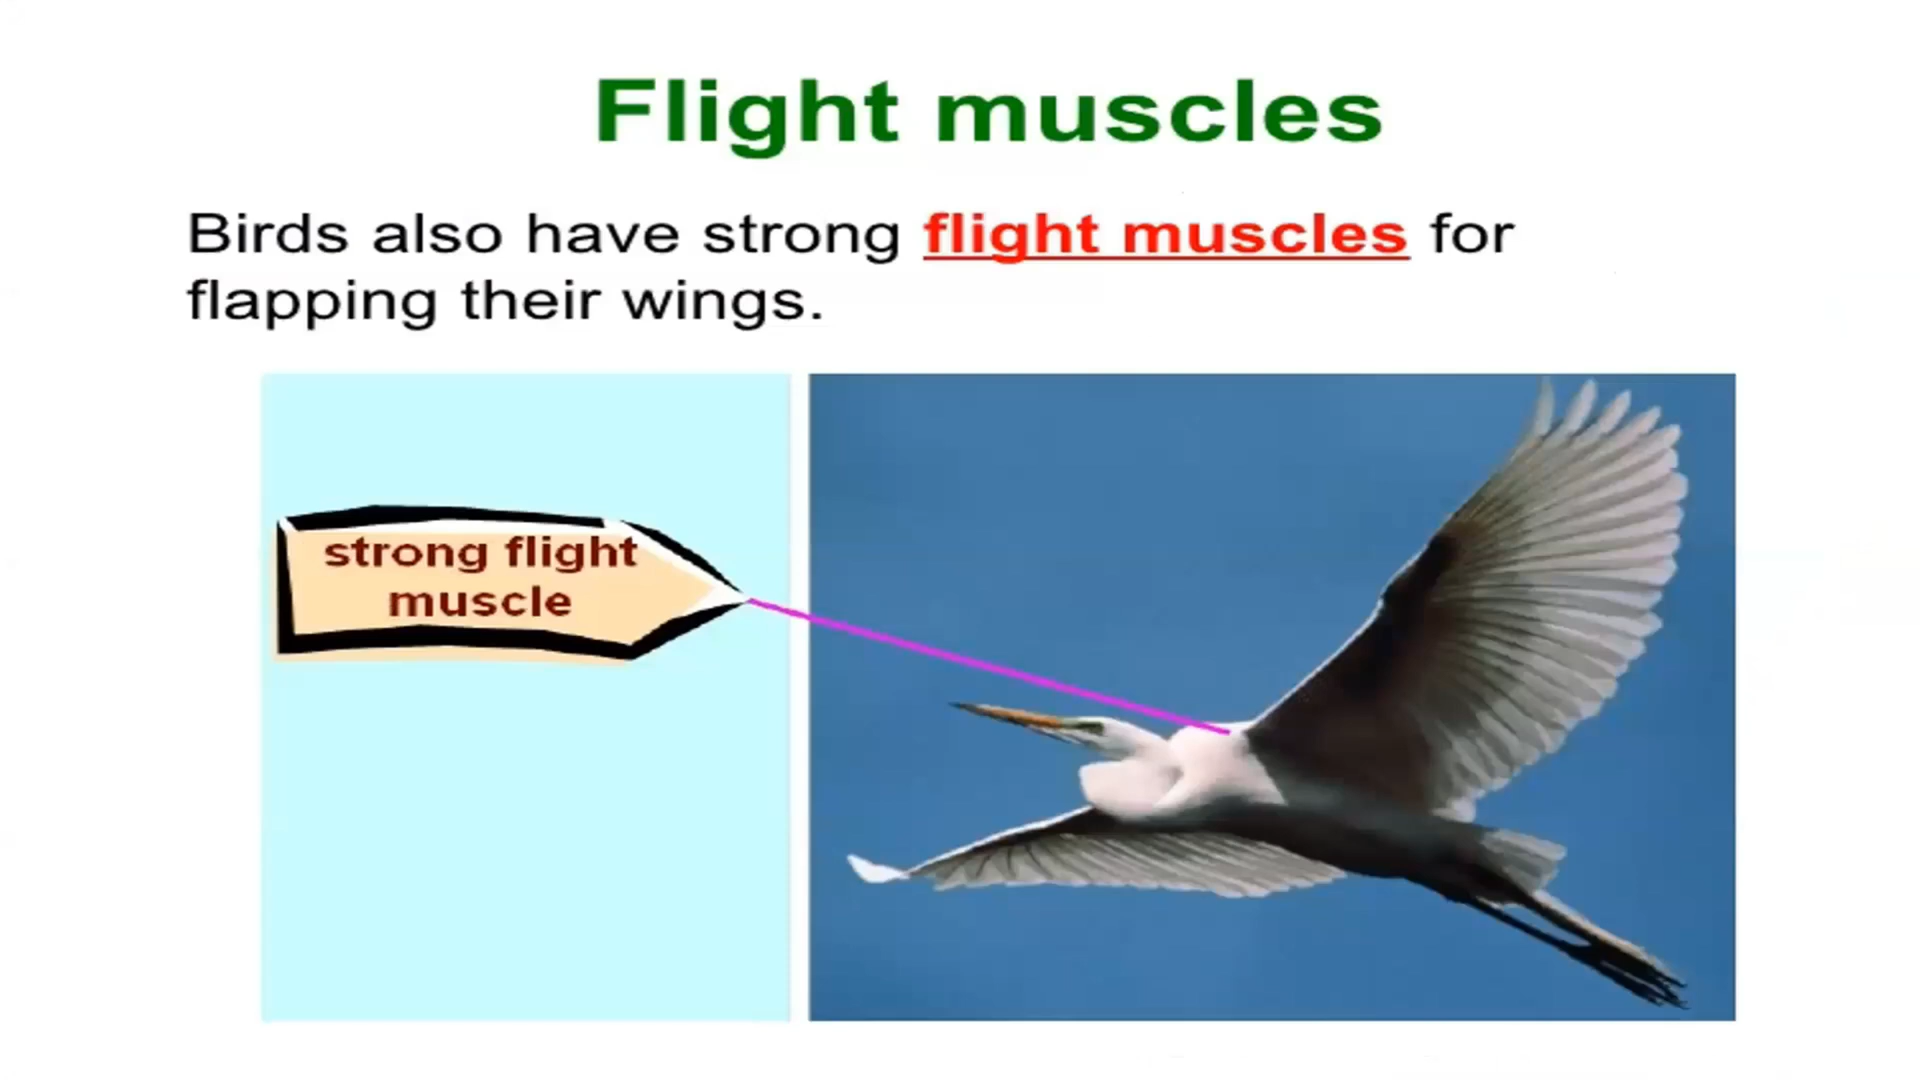 Flight muscles
Birds also have strong flight muscles for
flapping their wings.
strong flight
muscle